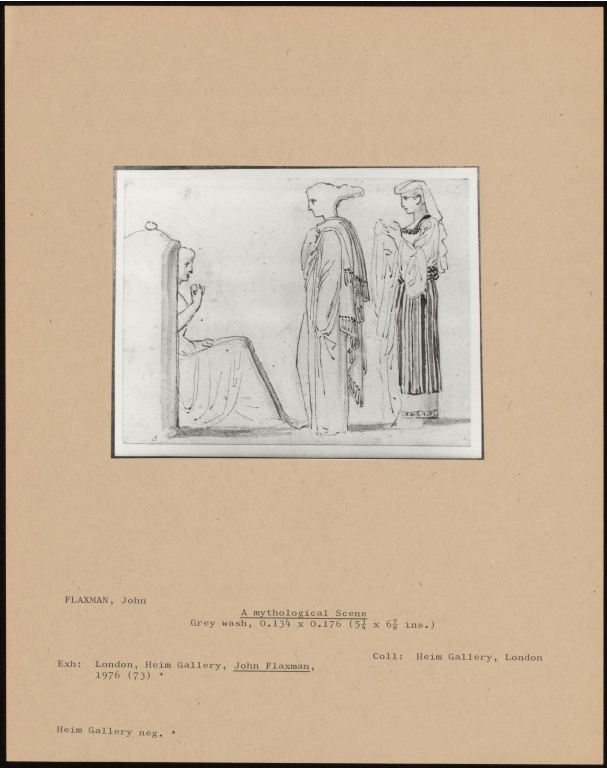 FLAXMAN, John
A mythological Scene
Grey wash, 0.134 x 0.176 (5¼ x 6⅞ ins.)
Exh: London, Heim Gallery, John Flaxman,
1976 (73) *
Coll: Heim Gallery, London
Heim Gallery neg. *